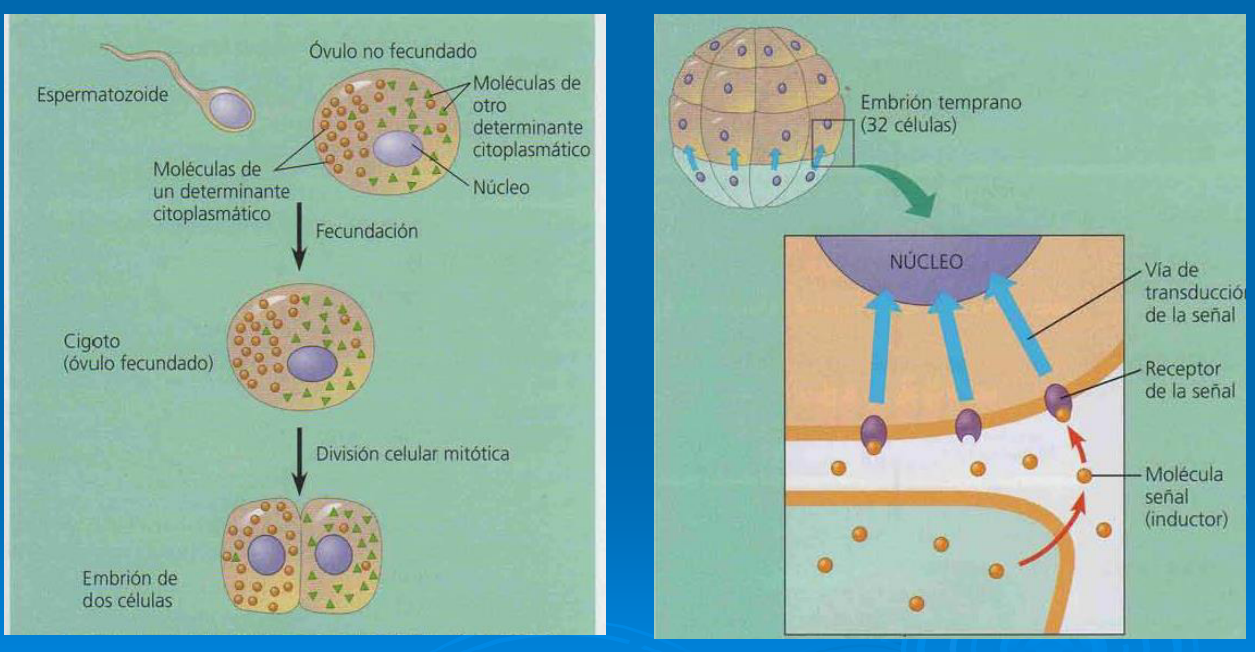 Óvulo no fecundado
Espermatozoide
Moléculas de
otro
determinante
citoplasmático
Moléculas de
un determinante
citoplasmático
Núcleo
Fecundación
Cigoto
(óvulo fecundado)
División celular mitótica
Embrión de
dos células
Embrión temprano
(32 células)
NÚCLEO
Vía de
transducción
de la señal
Receptor
de la señal
Molécula
señal
(inductor)